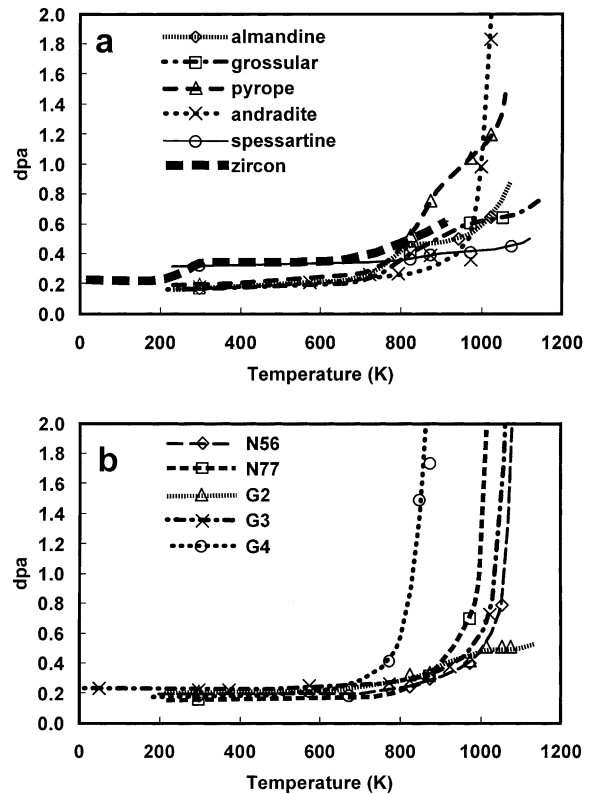 a
almandine
grossular
pyrope
andradite
spessartine
zircon
dpa
2.0
1.8
1.6
1.4
1.2
1.0
0.8
0.6
0.4
0.2
0.0
0 200 400 600 800 1000 1200
Temperature (K)
b
N56
N77
G2
G3
G4
dpa
2.0
1.8
1.6
1.4
1.2
1.0
0.8
0.6
0.4
0.2
0.0
0 200 400 600 800 1000 1200
Temperature (K)